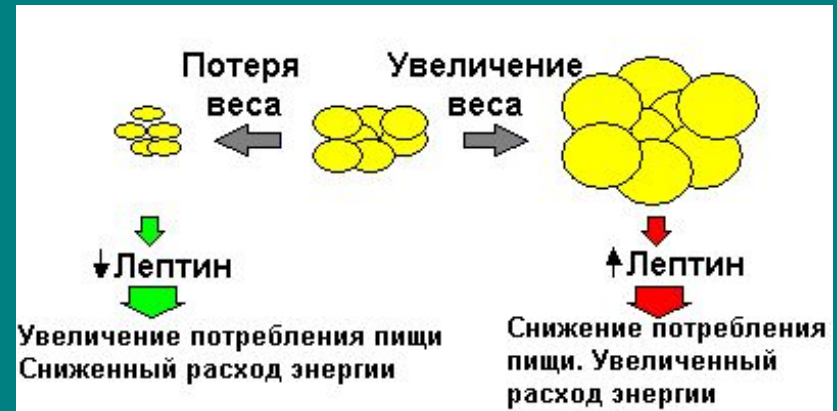 Потеря
веса
Увеличение
веса
Лептин
Увеличение потребления пищи
Сниженный расход энергии
Лептин
Снижение потребления
пищи. Увеличенный
расход энергии